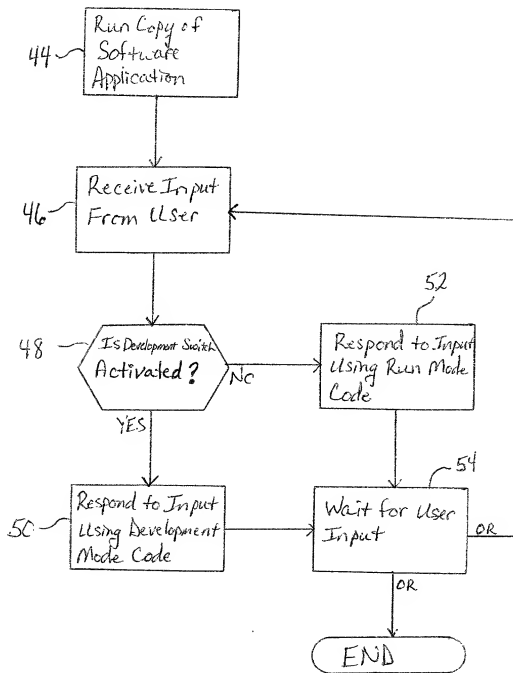 44
Run Copy of
Software
Application
46
Receive Input
From User
48
Is Development Switch
Activated?
NO
YES
52
Respond to Input
Using Run Mode
Code
50
Respond to Input
Using Development
Mode Code
54
Wait for User
Input
OR
OR
END